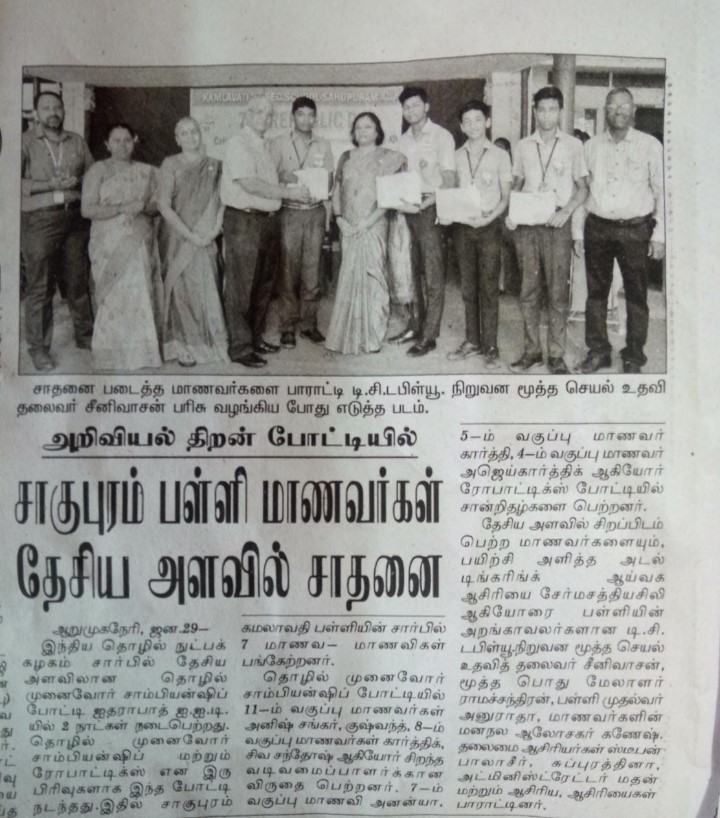 KAMLAVATI
சாதனை படைத்த மாணவர்களை பாராட்டி டி.சி.டபிள்யூ. நிறுவன மூத்த செயல் உதவி
தலைவர் சீனிவாசன் பரிசு வழங்கிய போது எடுத்த படம்.
அறிவியல் திறன் போட்டியில்
சாகுபுரம் பள்ளி மாணவர்கள்
தேசிய அளவில் சாதனை
ஆறுமுகநேரி, ஜன.29–
இந்திய தொழில் நுட்பக்
கழகம் சார்பில் தேசிய
அளவிலான தொழில்
முனைவோர் சாம்பியன்ஷிப்
போட்டி ஐதராபாத் ஐ.ஐ.டி.
யில் 2 நாட்கள் நடைபெற்றது.
தொழில் முனைவோர்
சாம்பியன்ஷிப் மற்றும்
ரோபாட்டிக்ஸ் என இரு
பிரிவுகளாக இந்த போட்டி
நடந்தது.இதில் சாகுபுரம்
கமலாவதி பள்ளியின் சார்பில்
7 மாணவ– மாணவிகள்
பங்கேற்றனர்.
தொழில் முனைவோர்
சாம்பியன்ஷிப் போட்டியில்
11–ம் வகுப்பு மாணவர்கள்
அனிஷ் சங்கர், குஷ்வந்த், 8–ம்
வகுப்பு மாணவர்கள் கார்த்திக்,
சிவ சந்தோஷ் ஆகியோர் சிறந்த
வடிவமைப்பாளர்க்கான
விருதை பெற்றனர். 7–ம்
வகுப்பு மாணவி அனன்யா,
5–ம் வகுப்பு மாணவர்
கார்த்தி, 4–ம் வகுப்பு மாணவர்
அஜெய்கார்த்திக் ஆகியோர்
ரோபாட்டிக்ஸ் போட்டியில்
சான்றிதழ்களை பெற்றனர்.
தேசிய அளவில் சிறப்பிடம்
பெற்ற மாணவர்களையும்,
பயிற்சி அளித்த அடல்
டிங்கரிங்க் ஆய்வக
ஆசிரியை சேர்மசத்தியசிலி
ஆகியோரை பள்ளியின்
அறங்காவலர்களான டி.சி.
டபிள்யூ.நிறுவன மூத்த செயல்
உதவித் தலைவர் சீனிவாசன்,
மூத்த பொது மேலாளர்
ராமச்சந்திரன், பள்ளி முதல்வர்
அனுராதா, மாணவர்களின்
மனநல ஆலோசகர் கணேஷ்.
தலைமை ஆசிரியர்கள் ஸ்டீபன்
பாலாசீர். சுப்புரத்தினா,
அட்மினிஸ்ட்ரேட்டர் மதன்
மற்றும் ஆசிரிய, ஆசிரியைகள்
பாராட்டினர்.